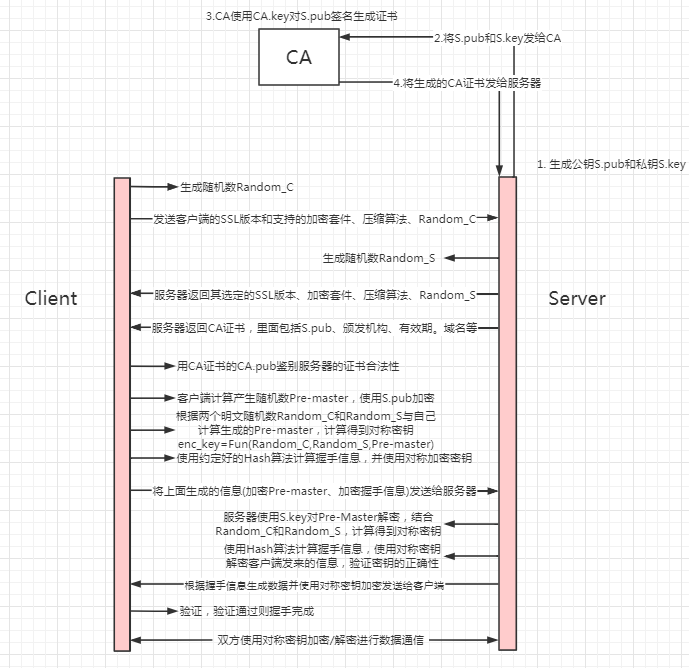 3.CA使用CA.key对S.pub签名生成证书
2.将S.pub和S.key发给CA
CA
4.将生成的CA证书发给服务器
1. 生成公钥S.pub和私钥S.key
生成随机数Random_C
发送客户端的SSL版本和支持的加密套件、压缩算法、Random_C
生成随机数Random_S
Client
服务器返回其选定的SSL版本、加密套件、压缩算法、Random_S
Server
服务器返回CA证书，里面包括S.pub、颁发机构、有效期。域名等
用CA证书的CA.pub鉴别服务器的证书合法性
客户端计算产生随机数Pre-master，使用S.pub加密
根据两个明文随机数Random_C和Random_S与自己
计算生成的Pre-master，计算得到对称密钥
enc_key=Fun(Random_C,Random_S,Pre-master)
使用约定好的Hash算法计算握手信息，并使用对称加密密钥
将上面生成的信息(加密Pre-master、加密握手信息)发送给服务器
服务器使用S.key对Pre-Master解密，结合
Random_C和Random_S，计算得到对称密钥
使用Hash算法计算握手信息，使用对称密钥
解密客户端发来的信息，验证密钥的正确性
根据握手信息生成数据并使用对称密钥加密发送给客户端
验证，验证通过则握手完成
双方使用对称密钥加密/解密进行数据通信